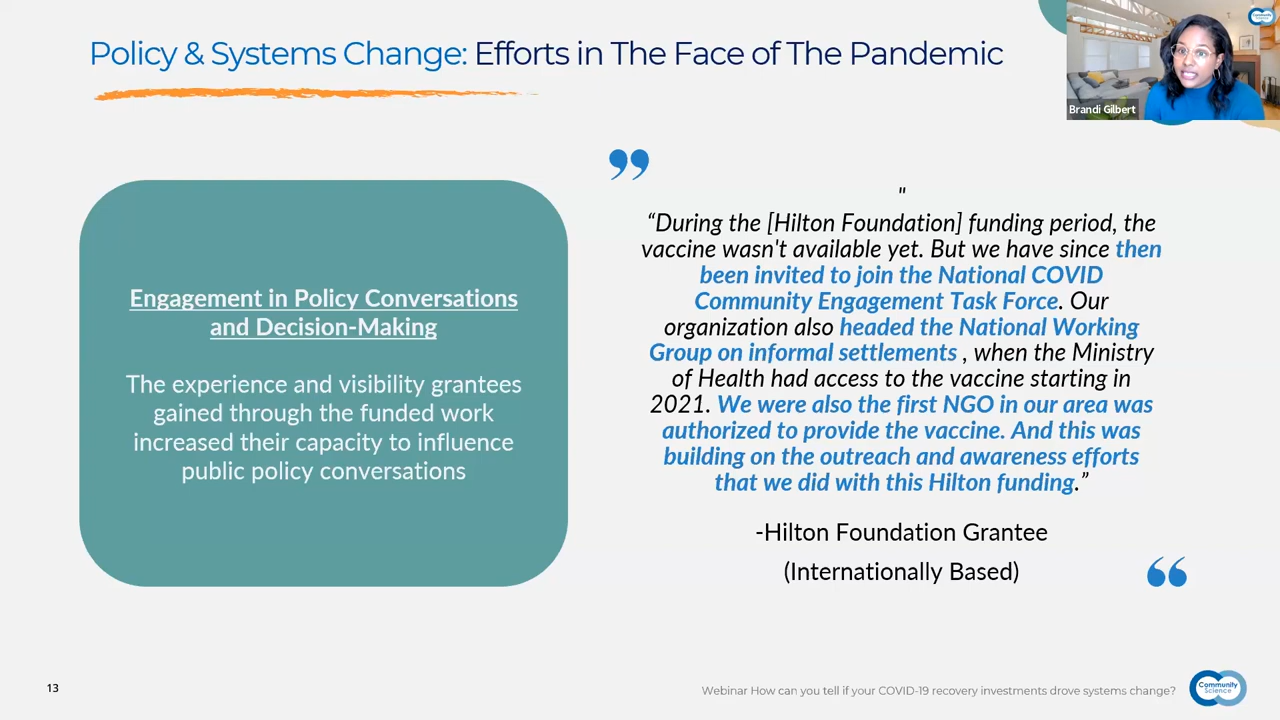 Policy & Systems Change: Efforts in The Face of The Pandemic
Community
Science
Brandi Gilbert
Engagement in Policy Conversations
and Decision-Making
The experience and visibility grantees
gained through the funded work
increased their capacity to influence
public policy conversations
”
"
“During the [Hilton Foundation] funding period, the
vaccine wasn't available yet. But we have since then
been invited to join the National COVID
Community Engagement Task Force. Our
organization also headed the National Working
Group on informal settlements , when the Ministry
of Health had access to the vaccine starting in
2021. We were also the first NGO in our area was
authorized to provide the vaccine. And this was
building on the outreach and awareness efforts
that we did with this Hilton funding.”
-Hilton Foundation Grantee
(Internationally Based)
“
13
Webinar How can you tell if your COVID-19 recovery investments drove systems change?
Community
Science